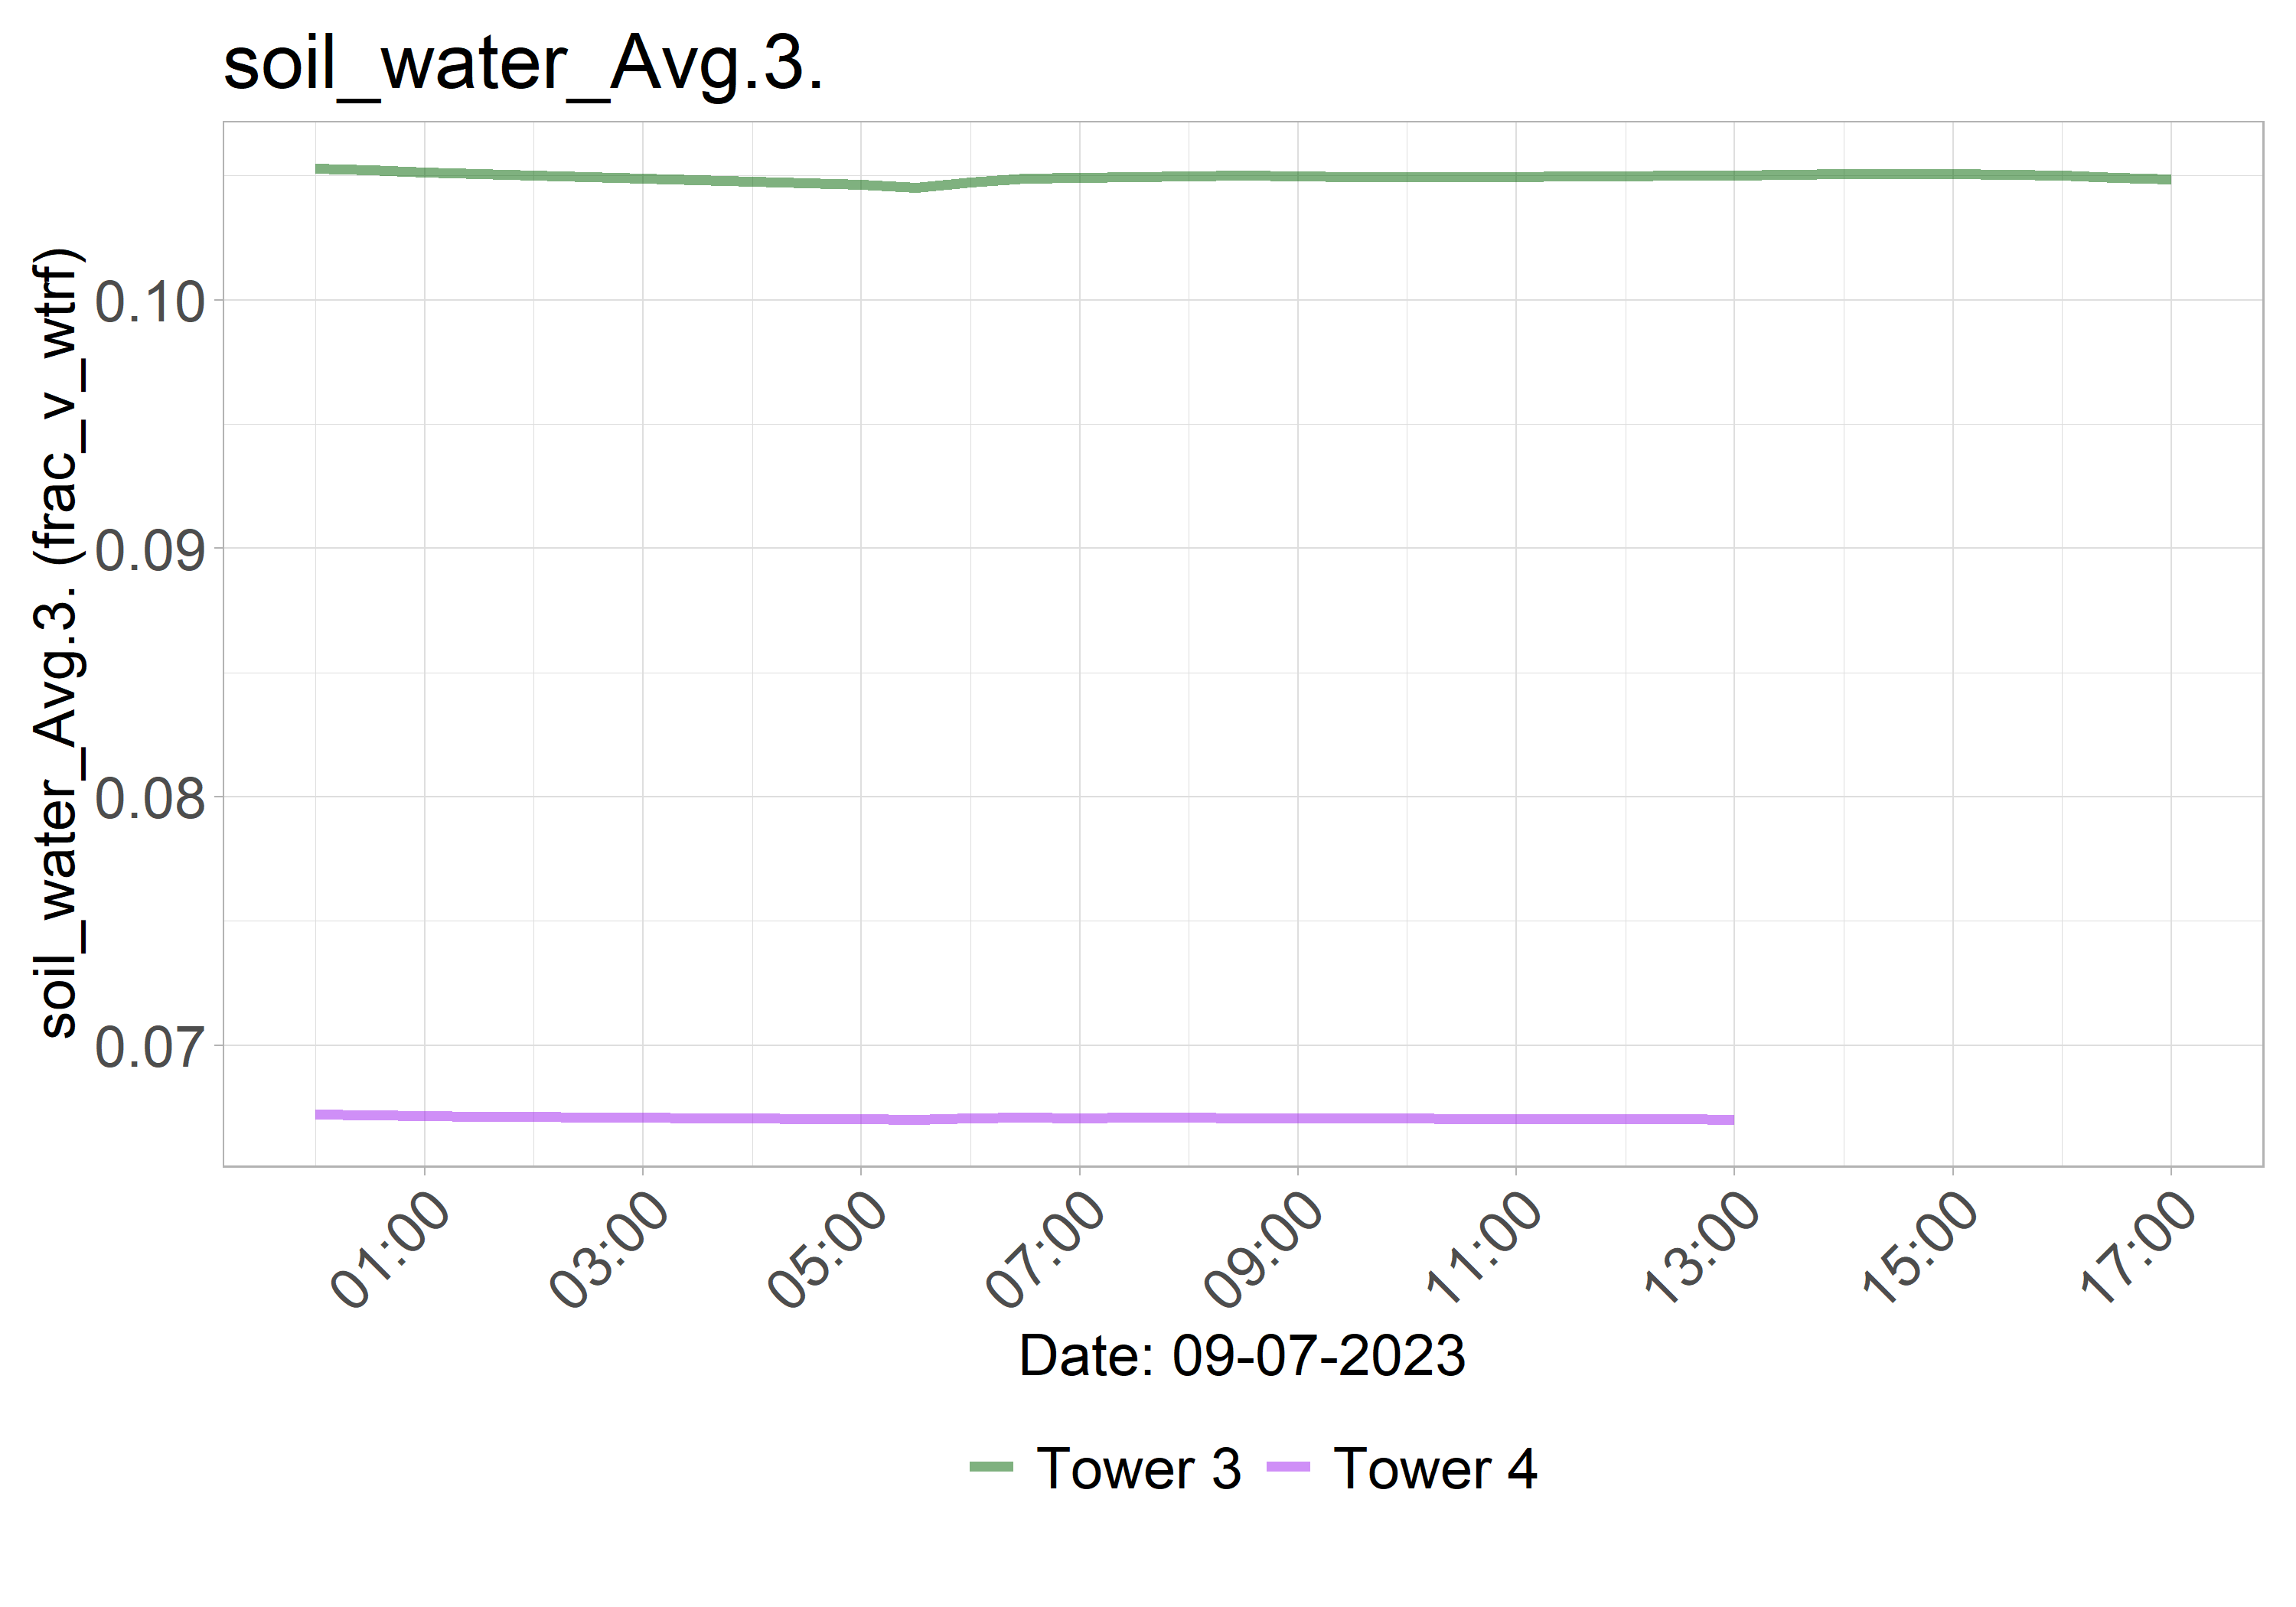 soil_water_Avg.3.
soil_water_Avg.3. (frac_v_wtrf)
0.10
0.09
0.08
0.07
01:00
03:00
05:00
07:00
09:00
11:00
13:00
15:00
17:00
Date: 09-07-2023
Tower 3
Tower 4